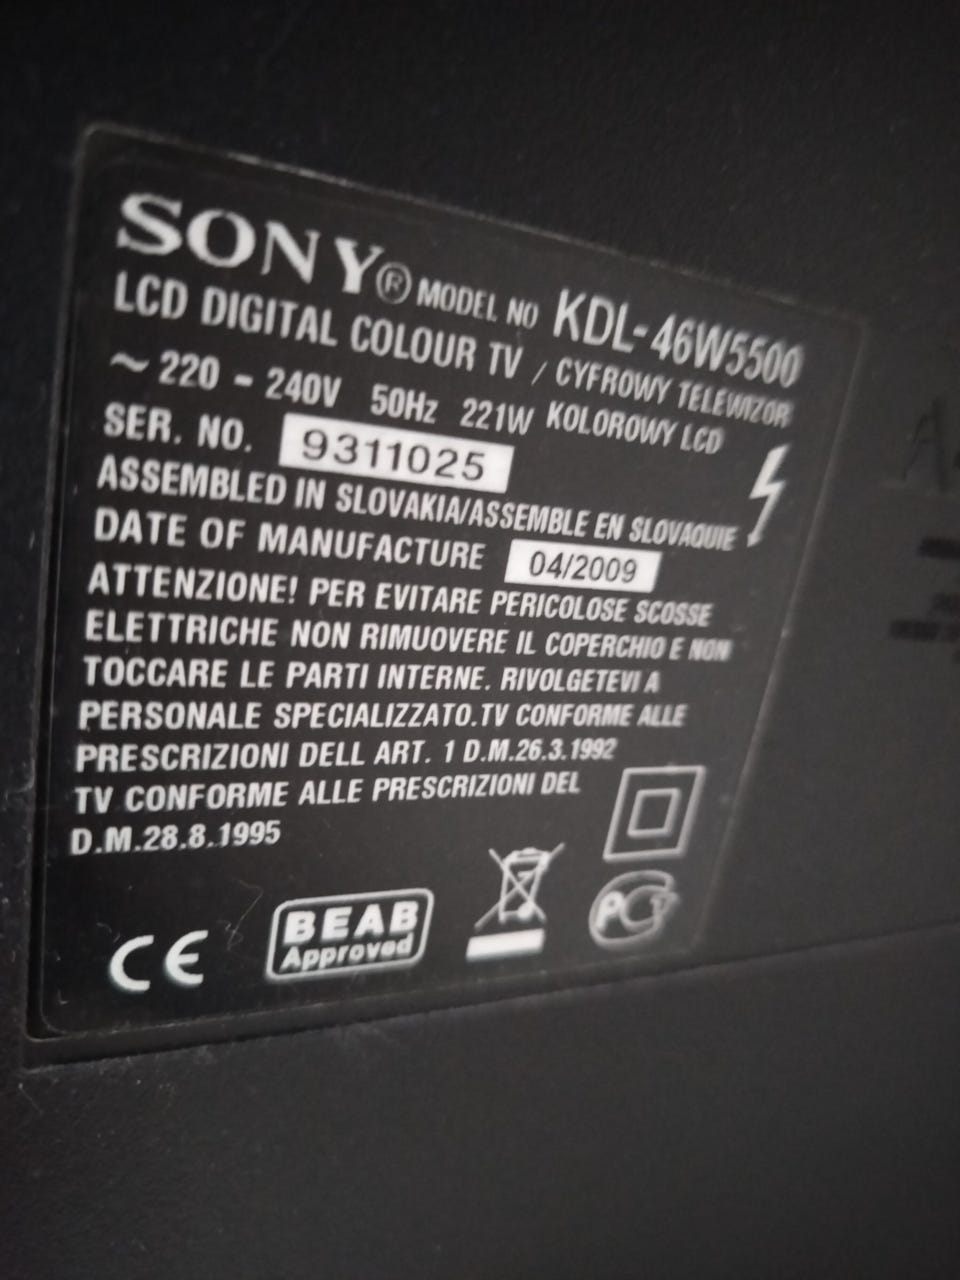 SONY® MODEL NO KDL-46W5500
LCD DIGITAL COLOUR TV / CYFROWY TELEWIZOR
~ 220 - 240V 50Hz 221W KOLOROWY LCD
SER. NO. 9311025
ASSEMBLED IN SLOVAKIA/ASSEMBLE EN SLOVAQUIE
DATE OF MANUFACTURE 04/2009
ATTENZIONE! PER EVITARE PERICOLOSE SCOSSE
ELETTRICHE NON RIMUOVERE IL COPERCHIO E NON
TOCCARE LE PARTI INTERNE. RIVOLGETEVI A
PERSONALE SPECIALIZZATO.TV CONFORME ALLE
PRESCRIZIONI DELL ART. 1 D.M.26.3.1992
TV CONFORME ALLE PRESCRIZIONI DEL
D.M.28.8.1995
CE
BEAB
Approved